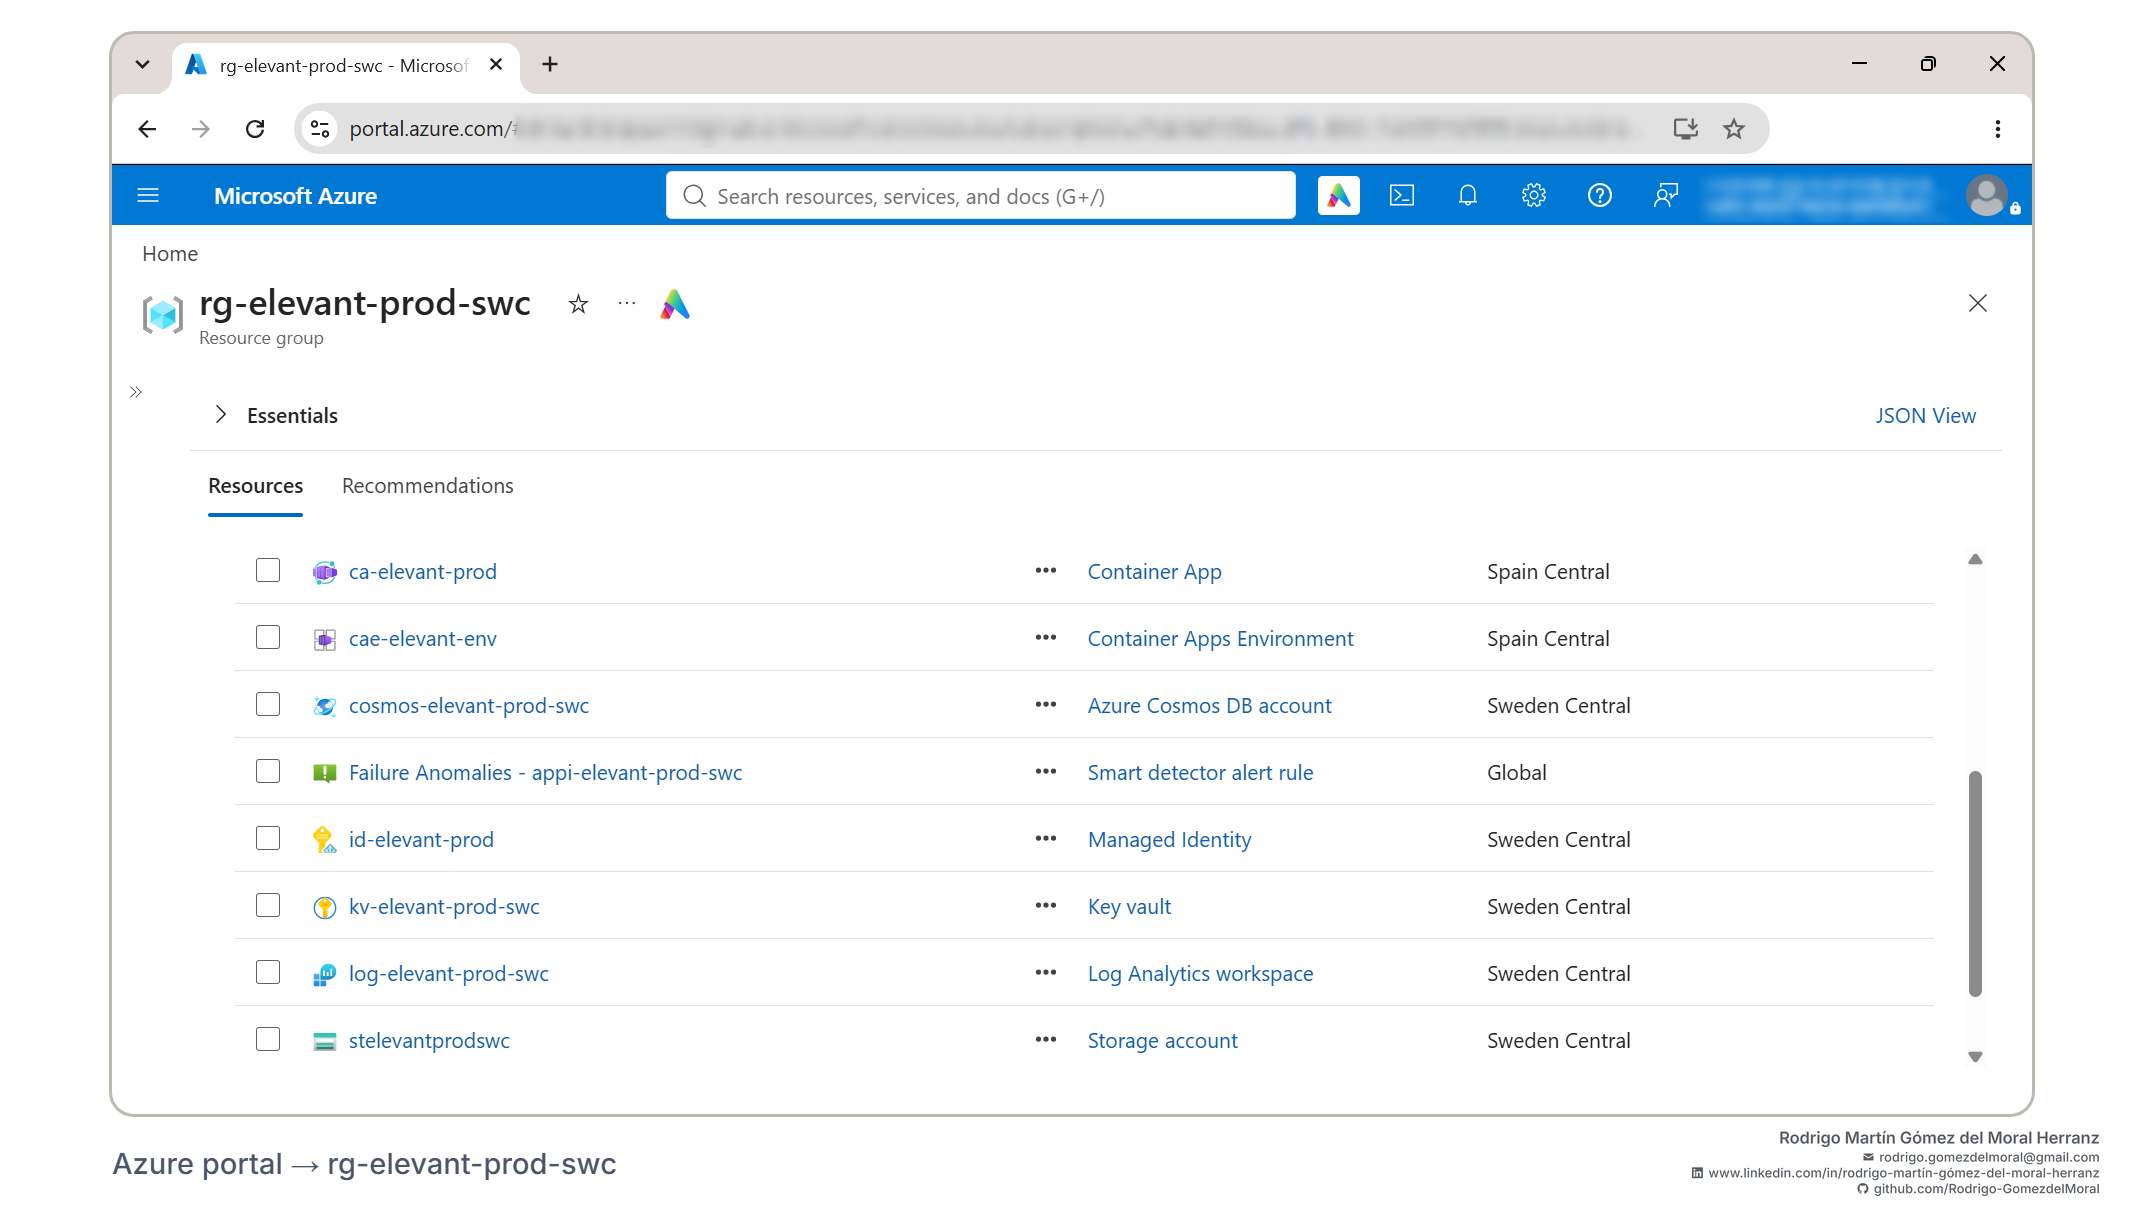 rg-elevant-prod-swc - Microsof
portal.azure.com/
Microsoft Azure
Search resources, services, and docs (G+/)
Home
rg-elevant-prod-swc
Resource group
Essentials
JSON View
Resources
Recommendations
ca-elevant-prod Container App Spain Central
cae-elevant-env Container Apps Environment Spain Central
cosmos-elevant-prod-swc Azure Cosmos DB account Sweden Central
Failure Anomalies - appi-elevant-prod-swc Smart detector alert rule Global
id-elevant-prod Managed Identity Sweden Central
kv-elevant-prod-swc Key vault Sweden Central
log-elevant-prod-swc Log Analytics workspace Sweden Central
stelevantprodswc Storage account Sweden Central
Azure portal → rg-elevant-prod-swc
Rodrigo Martín Gómez del Moral Herranz
rodrigo.gomezdelmoral@gmail.com
www.linkedin.com/in/rodrigo-martín-gómez-del-moral-herranz
github.com/Rodrigo-GomezdelMoral